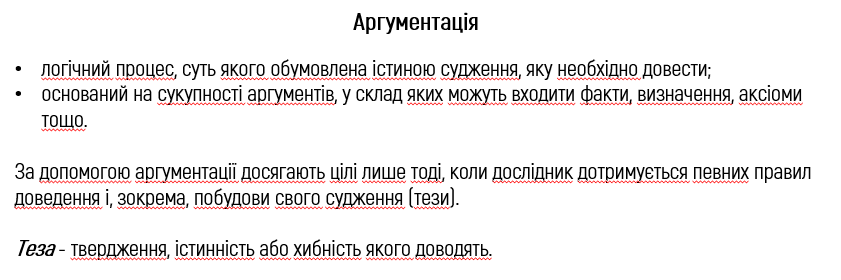 Аргументація
• логічний процес, суть якого обумовлена істиною судження, яку необхідно довести;
• оснований на сукупності аргументів, у склад яких можуть входити факти, визначення, аксіоми
тощо.
За допомогою аргументації досягають цілі лише тоді, коли дослідник дотримується певних правил
доведення і, зокрема, побудови свого судження (тези).
Теза - твердження, істинність або хибність якого доводять.